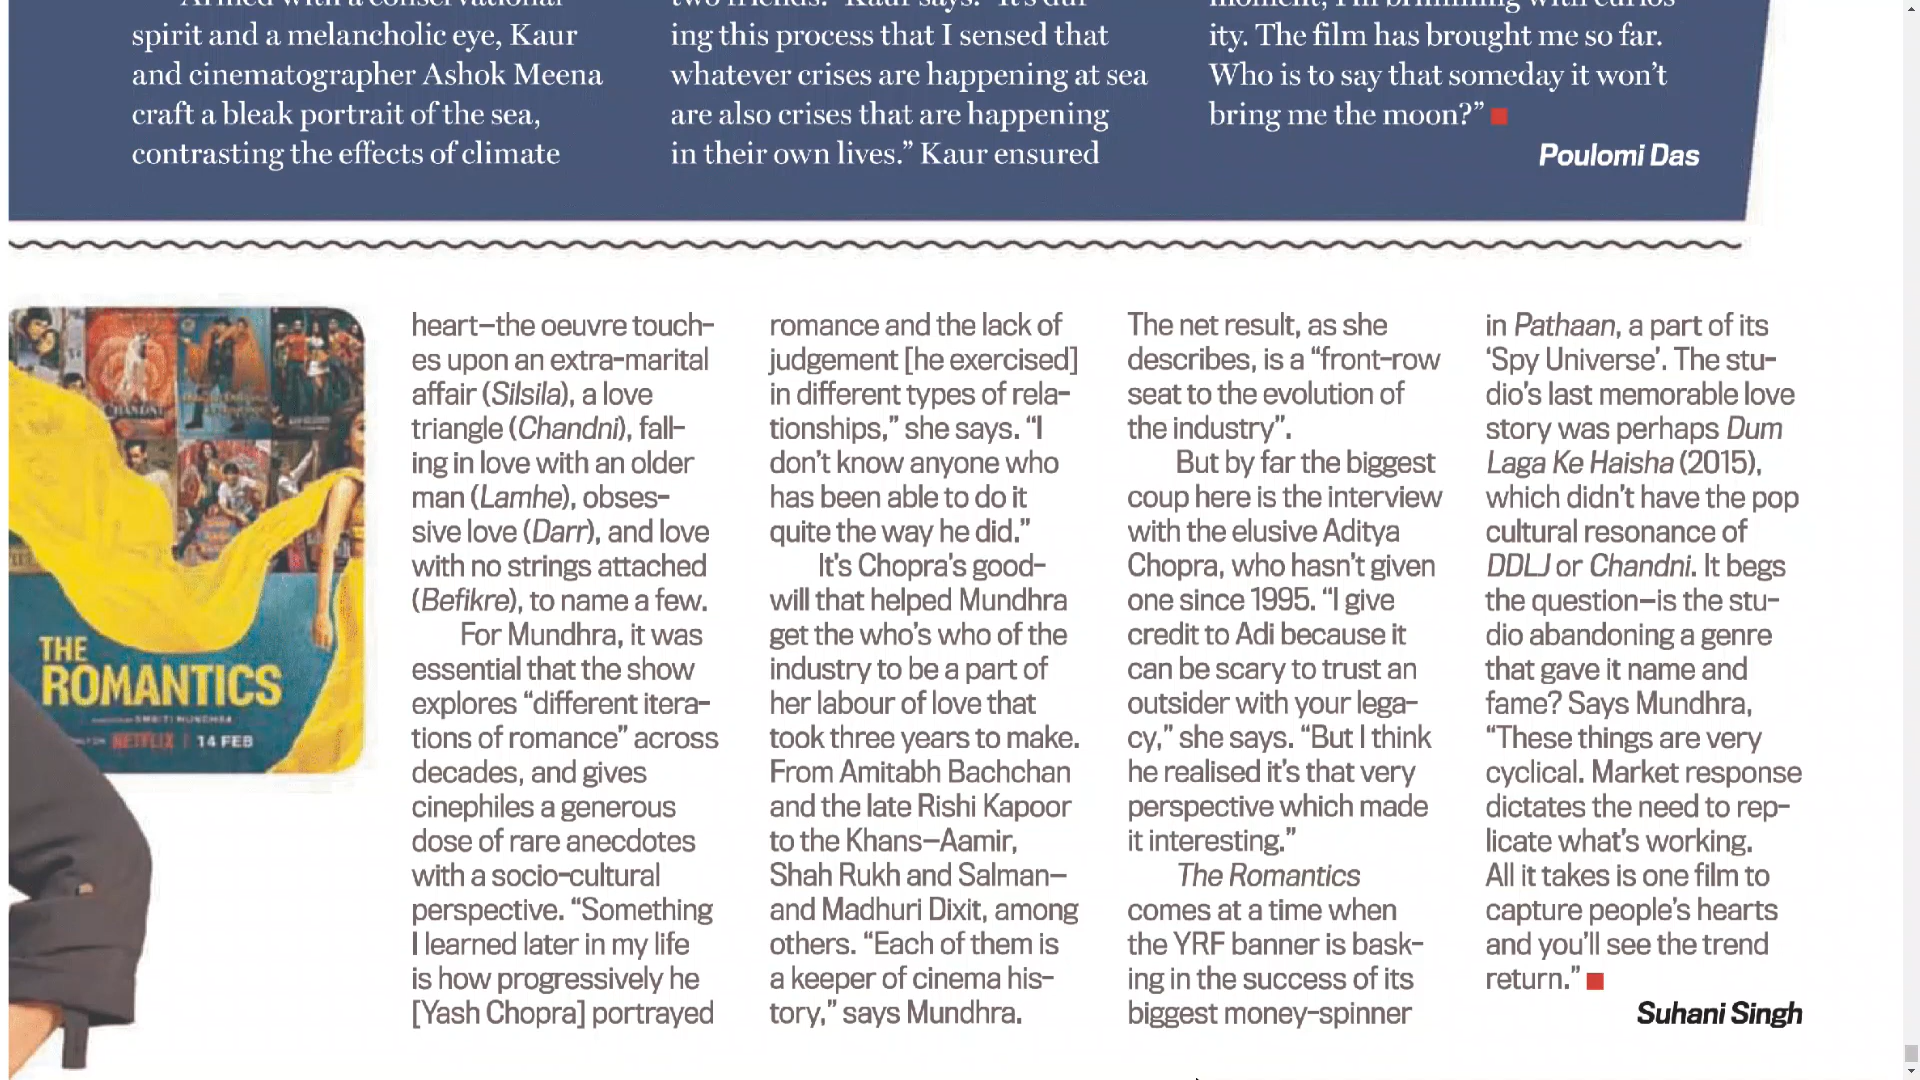 spirit and a melancholic eye, Kaur
and cinematographer Ashok Meena
craft a bleak portrait of the sea,
contrasting the effects of climate
two friends." Kaur says. "It's dur-
ing this process that I sensed that
whatever crises are happening at sea
are also crises that are happening
in their own lives." Kaur ensured
moment, I'm brimming with curios-
ity. The film has brought me so far.
Who is to say that someday it won't
bring me the moon?"
Poulomi Das
CHANDNI
THE
ROMANTICS
SMRITI MUNDHRA
NETFLIX | 14 FEB
heart—the oeuvre touch-
es upon an extra-marital
affair (Silsila), a love
triangle (Chandni), fall-
ing in love with an older
man (Lamhe), obses-
sive love (Darr), and love
with no strings attached
(Befikre), to name a few.
For Mundhra, it was
essential that the show
explores "different itera-
tions of romance" across
decades, and gives
cinephiles a generous
dose of rare anecdotes
with a socio-cultural
perspective. "Something
I learned later in my life
is how progressively he
[Yash Chopra] portrayed
romance and the lack of
judgement [he exercised]
in different types of rela-
tionships," she says. "I
don't know anyone who
has been able to do it
quite the way he did."
It's Chopra's good-
will that helped Mundhra
get the who's who of the
industry to be a part of
her labour of love that
took three years to make.
From Amitabh Bachchan
and the late Rishi Kapoor
to the Khans—Aamir,
Shah Rukh and Salman—
and Madhuri Dixit, among
others. "Each of them is
a keeper of cinema his-
tory," says Mundhra.
The net result, as she
describes, is a "front-row
seat to the evolution of
the industry".
But by far the biggest
coup here is the interview
with the elusive Aditya
Chopra, who hasn't given
one since 1995. "I give
credit to Adi because it
can be scary to trust an
outsider with your lega-
cy," she says. "But I think
he realised it's that very
perspective which made
it interesting."
The Romantics
comes at a time when
the YRF banner is bask-
ing in the success of its
biggest money-spinner
in Pathaan, a part of its
'Spy Universe'. The stu-
dio's last memorable love
story was perhaps Dum
Laga Ke Haisha (2015),
which didn't have the pop
cultural resonance of
DDLJ or Chandni. It begs
the question—is the stu-
dio abandoning a genre
that gave it name and
fame? Says Mundhra,
"These things are very
cyclical. Market response
dictates the need to rep-
licate what's working.
All it takes is one film to
capture people's hearts
and you'll see the trend
return."
Suhani Singh